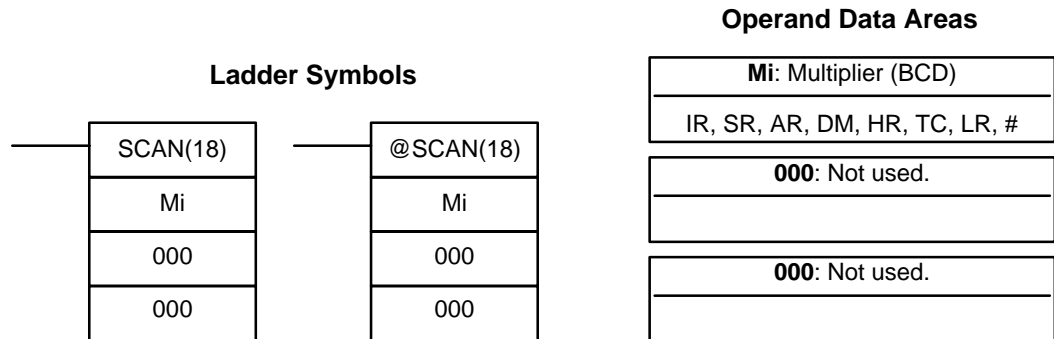 Operand Data Areas
Ladder Symbols
SCAN(18)
Mi
000
000
@SCAN(18)
Mi
000
000
Mi: Multiplier (BCD)
IR, SR, AR, DM, HR, TC, LR, #
000: Not used.
000: Not used.